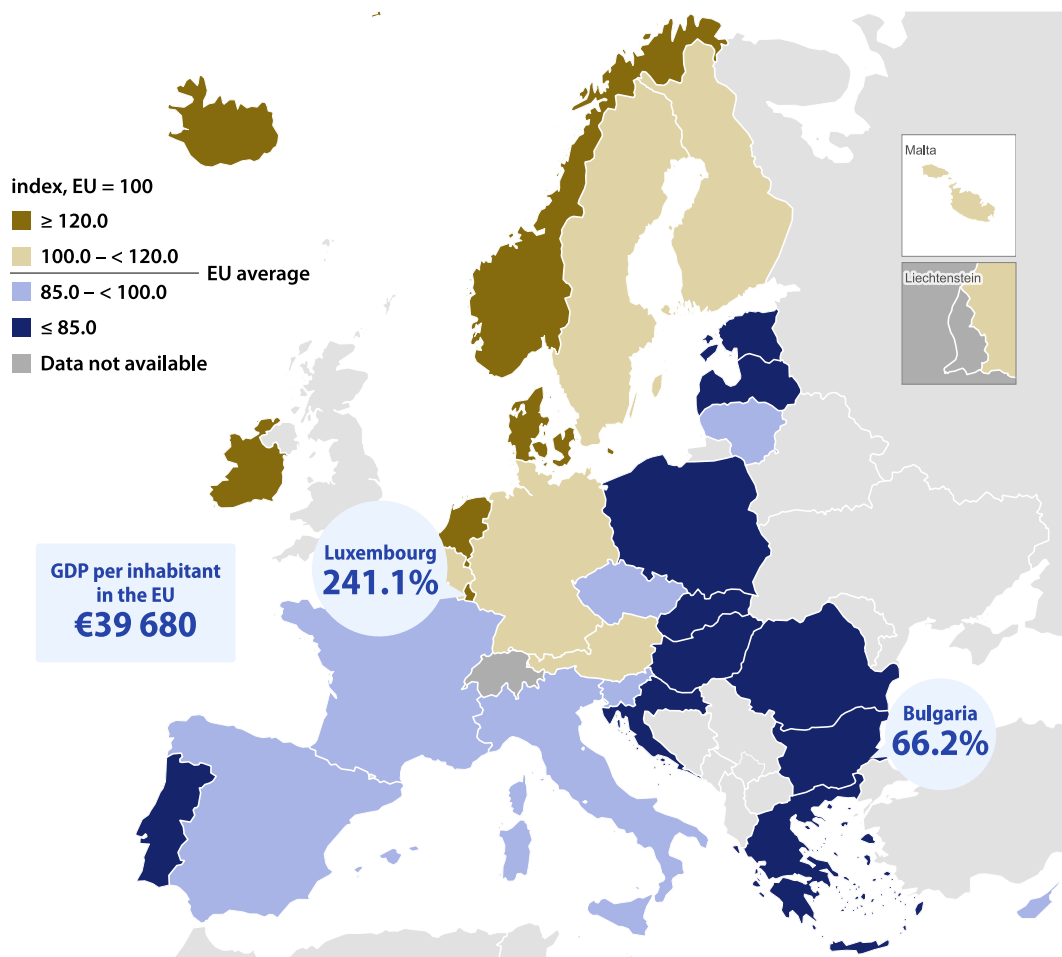 Malta
Liechtenstein
index, EU = 100
≥ 120.0
100.0 – < 120.0
EU average
85.0 – < 100.0
≤ 85.0
Data not available
Luxembourg
241.1%
GDP per inhabitant
in the EU
€39 680
Bulgaria
66.2%